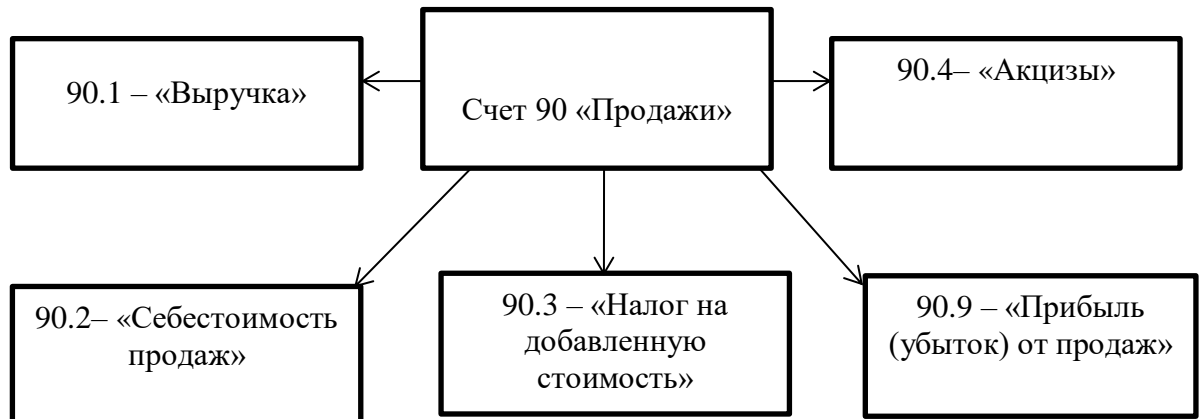 90.1 – «Выручка»
Счет 90 «Продажи»
90.4– «Акцизы»
90.2– «Себестоимость
продаж»
90.3 – «Налог на
добавленную
стоимость»
90.9 – «Прибыль
(убыток) от продаж»